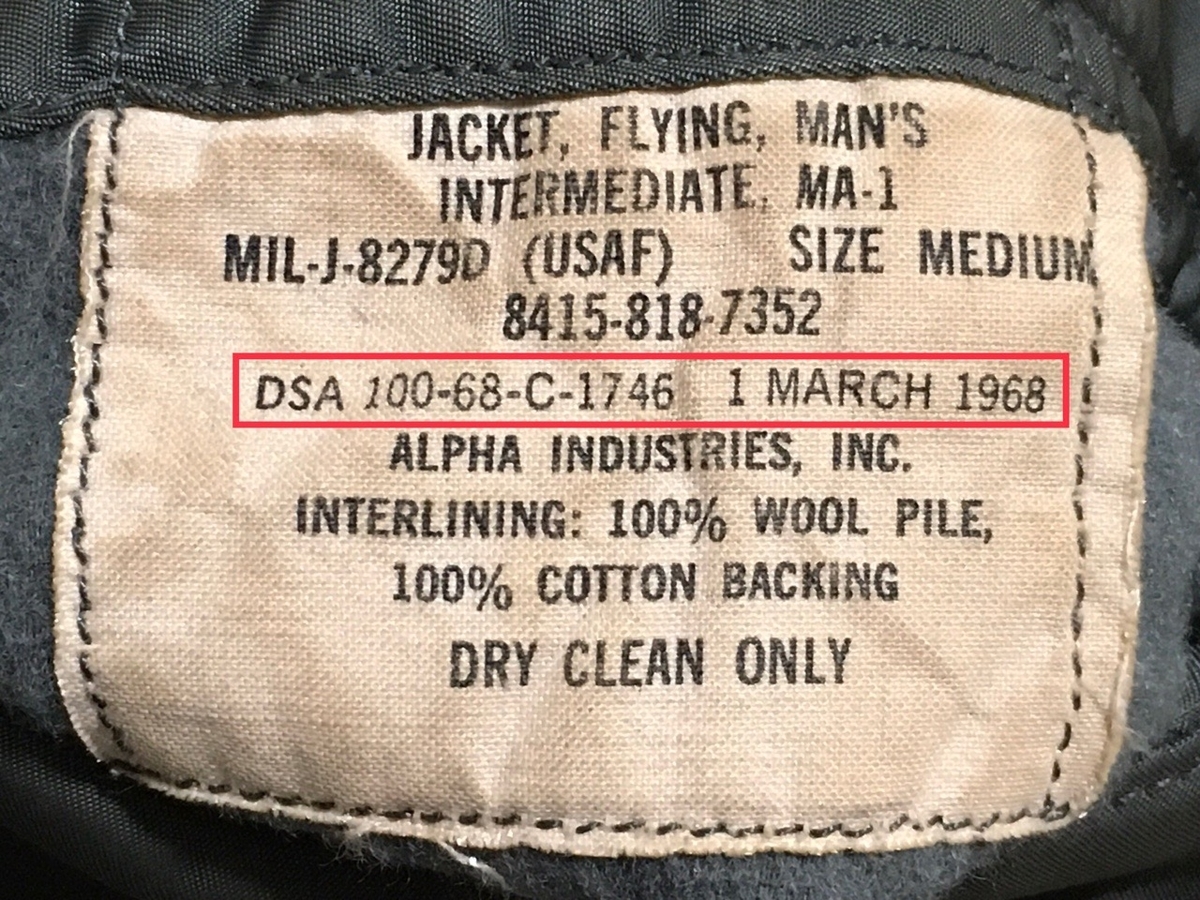 JACKET, FLYING, MAN'S
INTERMEDIATE, MA-1
MIL-J-8279D (USAF) SIZE MEDIUM
8415-818-7352
DSA 100-68-C-1746 1 MARCH 1968
ALPHA INDUSTRIES, INC.
INTERLINING: 100% WOOL PILE,
100% COTTON BACKING
DRY CLEAN ONLY